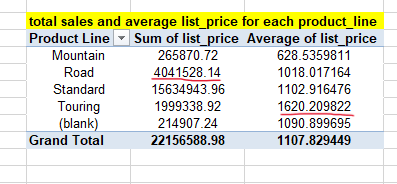 total sales and average list_price for each product_line
Product Line Sum of list_price Average of list_price
Mountain 265870.72 628.5359811
Road 4041528.14 1018.017164
Standard 15634943.96 1102.916476
Touring 1999338.92 1620.209822
(blank) 214907.24 1090.899695
Grand Total 22156588.98 1107.829449